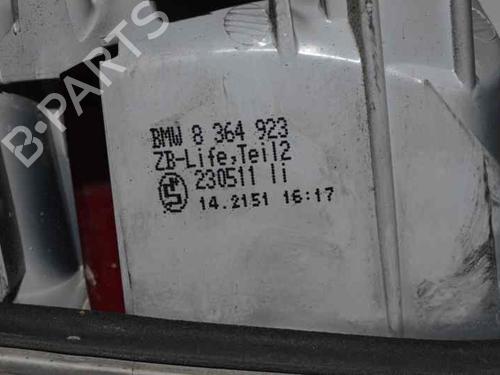 B-PARTS
BMW 8 364 923
ZB-Life,Teil2
230511 li
14.2151 16:17